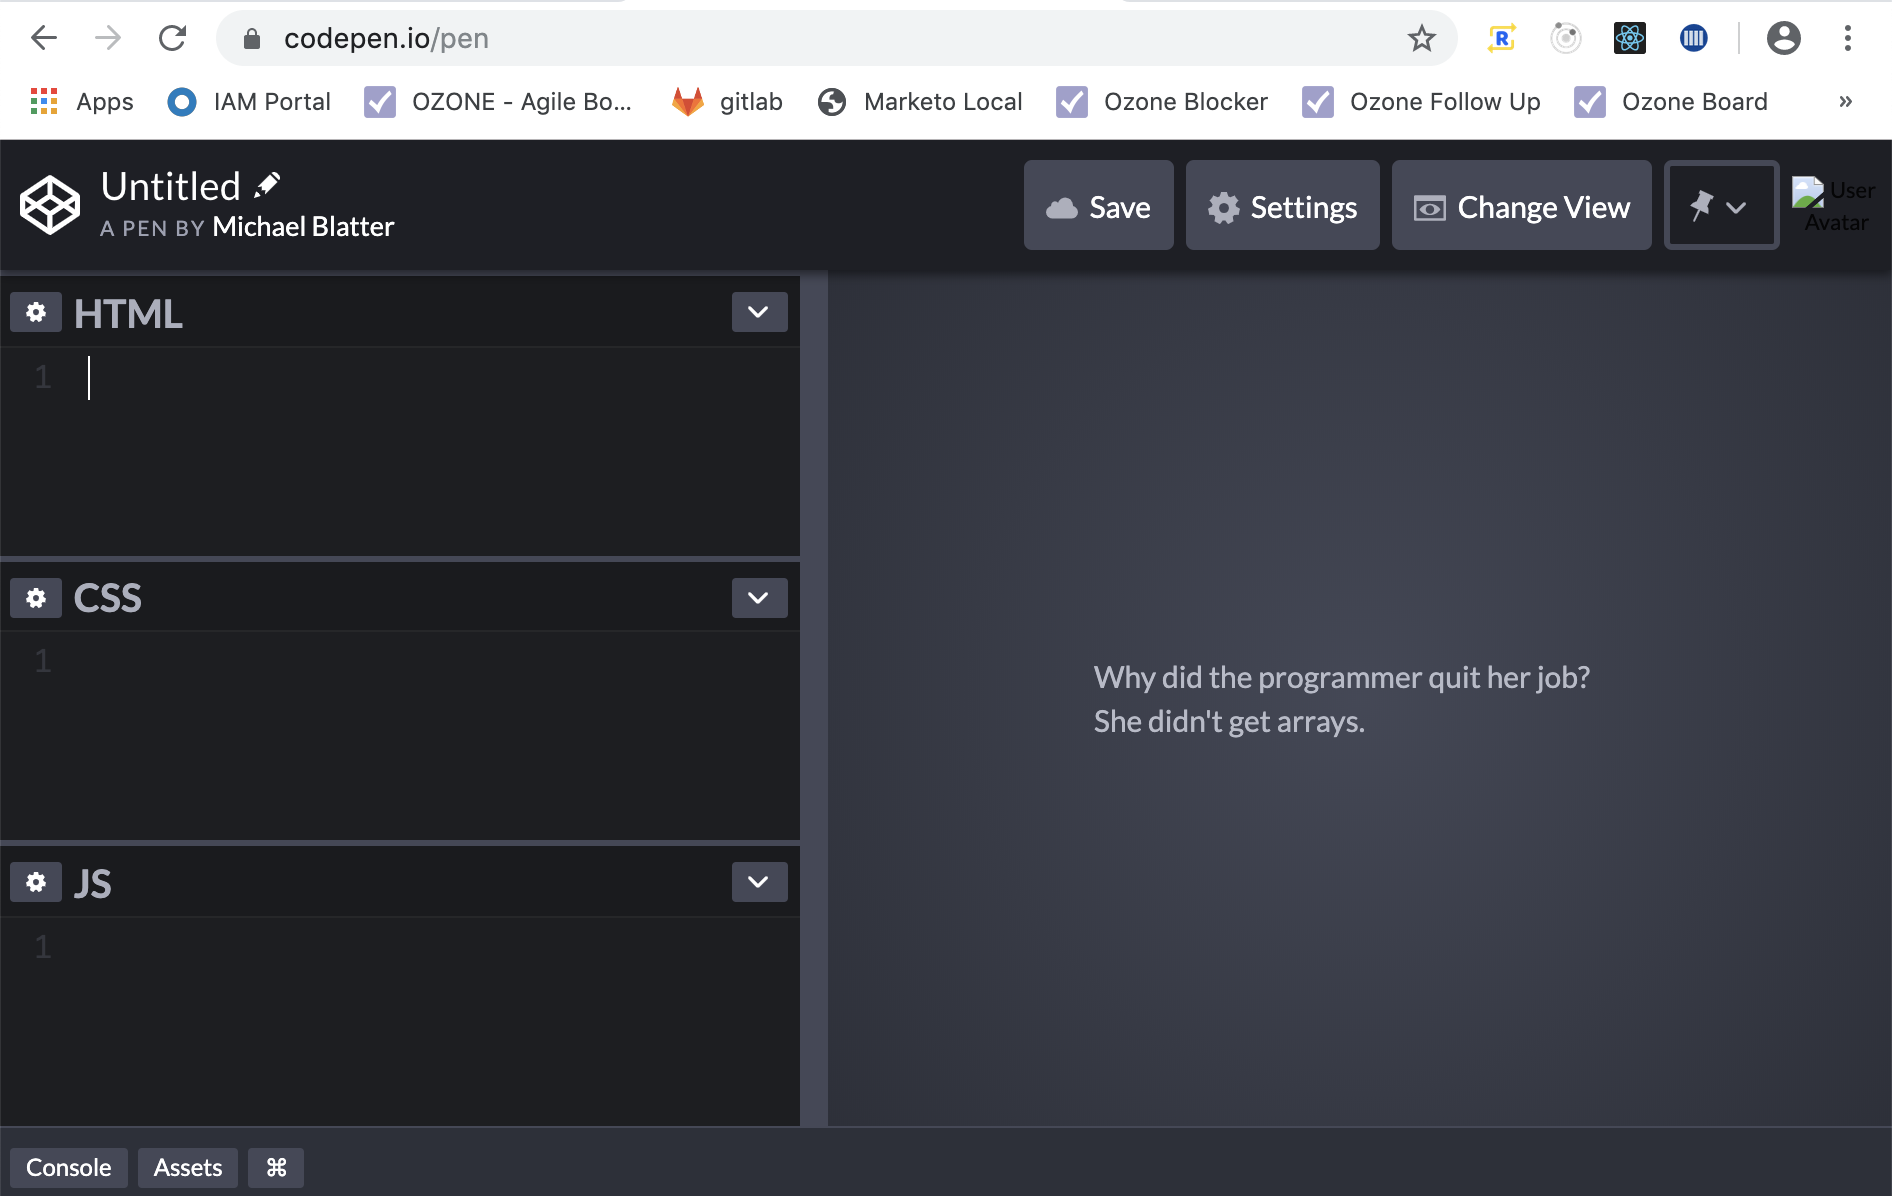 codepen.io/pen
Apps IAM Portal OZONE - Agile Bo... gitlab Marketo Local Ozone Blocker Ozone Follow Up Ozone Board »
Untitled
A PEN BY Michael Blatter
Save Settings Change View
User
Avatar
HTML
1
CSS
1
JS
1
Why did the programmer quit her job?
She didn't get arrays.
Console Assets ⌘